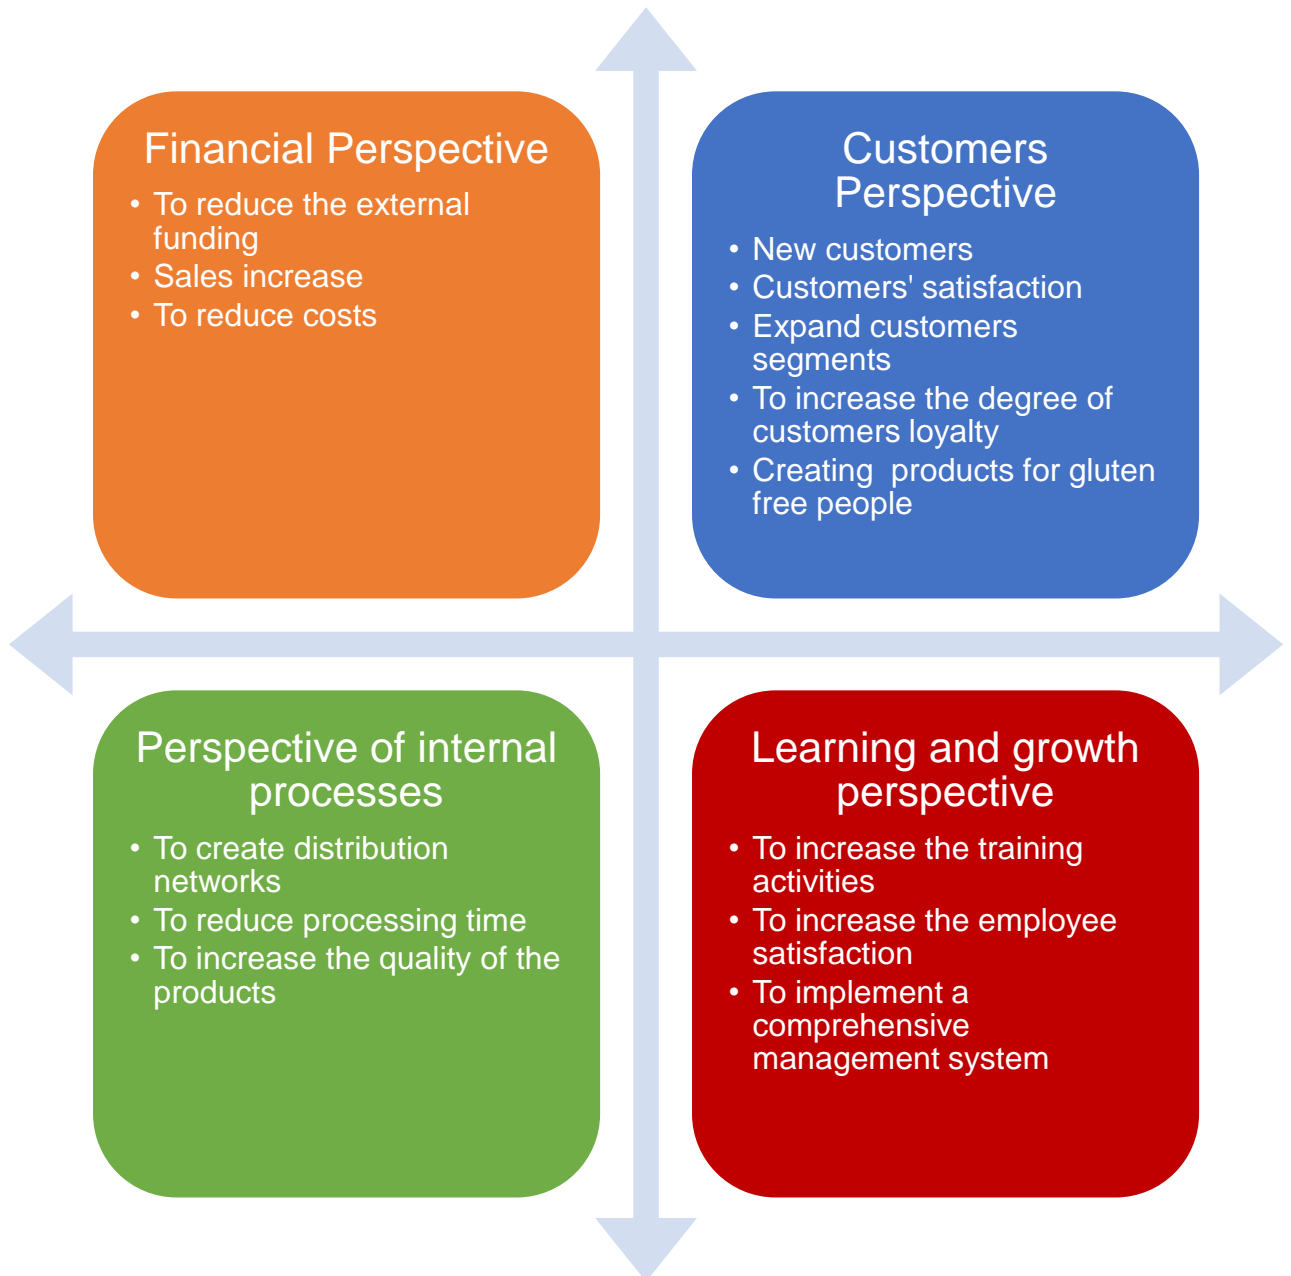 Financial Perspective
• To reduce the external
funding
• Sales increase
• To reduce costs
Customers
Perspective
• New customers
• Customers' satisfaction
• Expand customers
segments
• To increase the degree of
customers loyalty
• Creating  products for gluten
free people
Perspective of internal
processes
• To create distribution
networks
• To reduce processing time
• To increase the quality of the
products
Learning and growth
perspective
• To increase the training
activities
• To increase the employee
satisfaction
• To implement a
comprehensive
management system